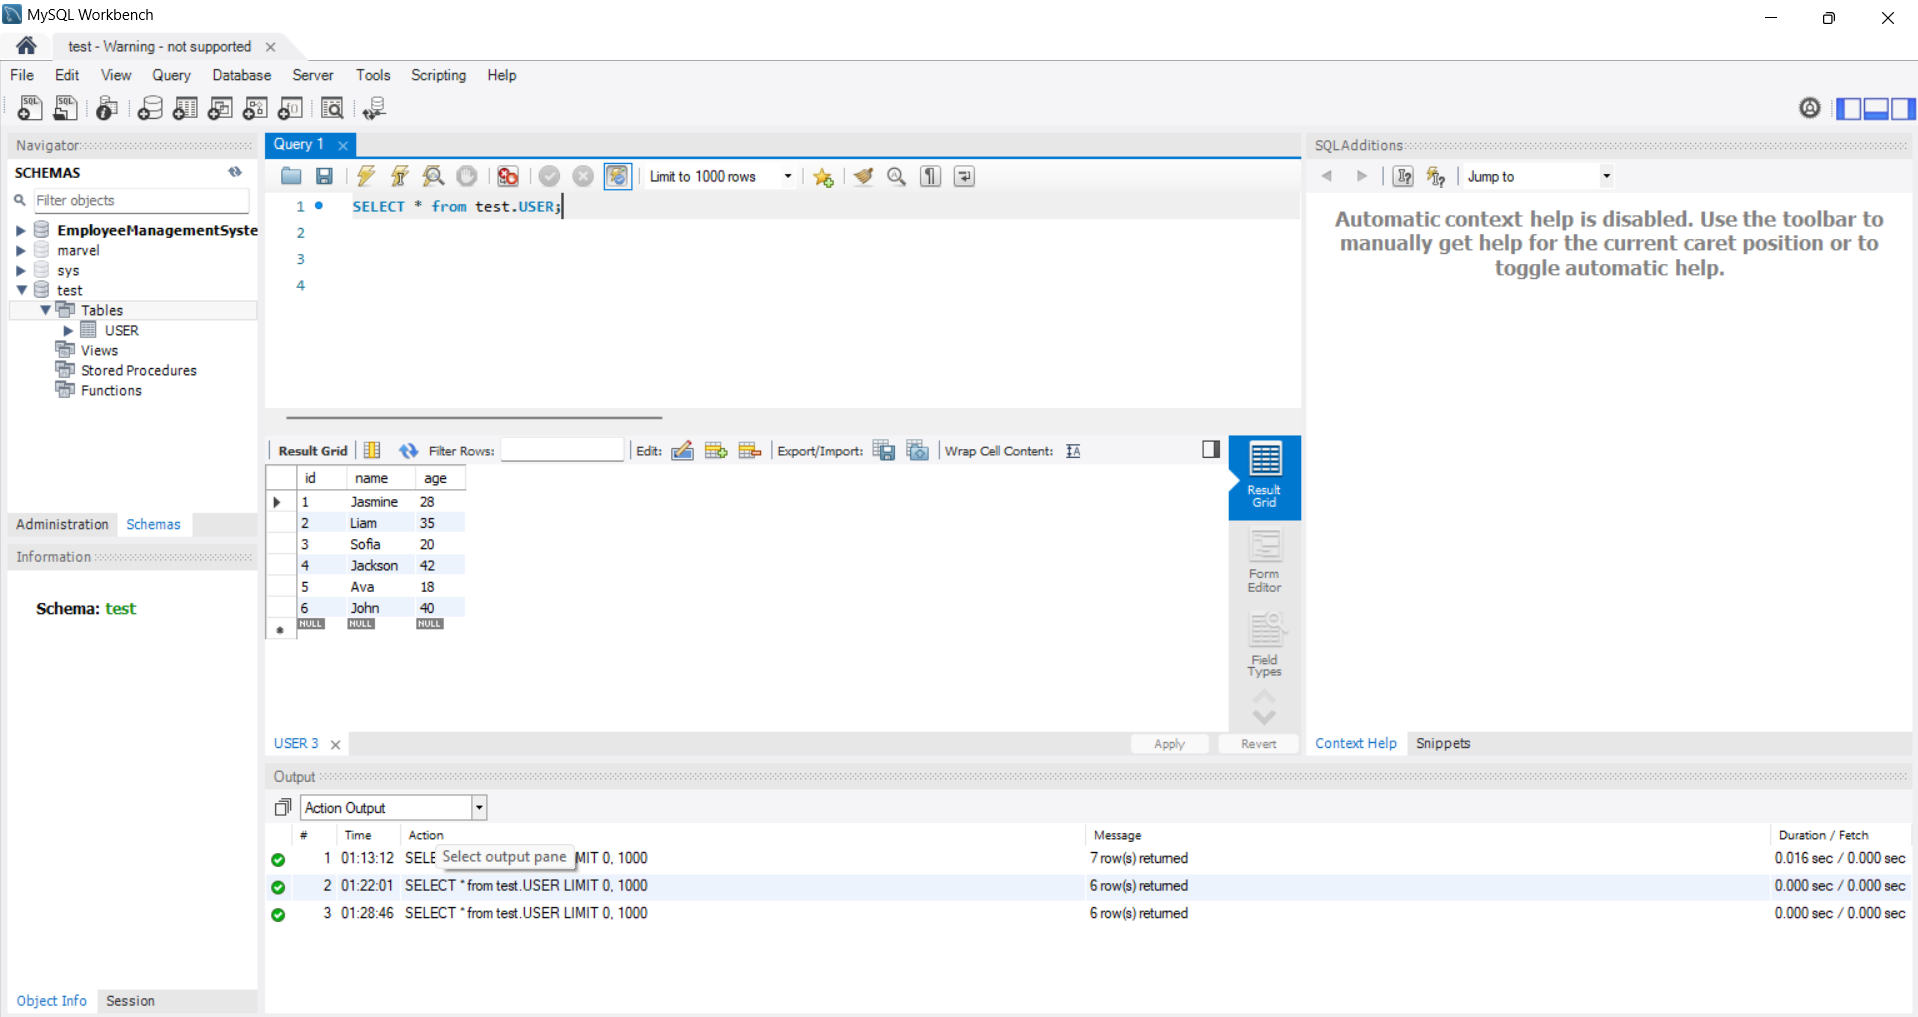 MySQL Workbench
test - Warning - not supported
File Edit View Query Database Server Tools Scripting Help
Navigator
SCHEMAS
Filter objects
EmployeeManagementSyste
marvel
sys
test
Tables
USER
Views
Stored Procedures
Functions
Administration Schemas
Information
Schema: test
Object Info Session
Query 1
Limit to 1000 rows
1 SELECT * from test.USER;
2
3
4
Result Grid Filter Rows: Edit: Export/Import: Wrap Cell Content:
id name age
1 Jasmine 28
2 Liam 35
3 Sofia 20
4 Jackson 42
5 Ava 18
6 John 40
NULL NULL NULL
Result
Grid
Form
Editor
Field
Types
USER 3
Apply Revert
SQLAdditions
Jump to
Automatic context help is disabled. Use the toolbar to
manually get help for the current caret position or to
toggle automatic help.
Context Help Snippets
Output
Action Output
# Time Action Message Duration / Fetch
1 01:13:12 SELE MIT 0, 1000 7 row(s) returned 0.016 sec / 0.000 sec
Select output pane
2 01:22:01 SELECT * from test.USER LIMIT 0, 1000 6 row(s) returned 0.000 sec / 0.000 sec
3 01:28:46 SELECT * from test.USER LIMIT 0, 1000 6 row(s) returned 0.000 sec / 0.000 sec